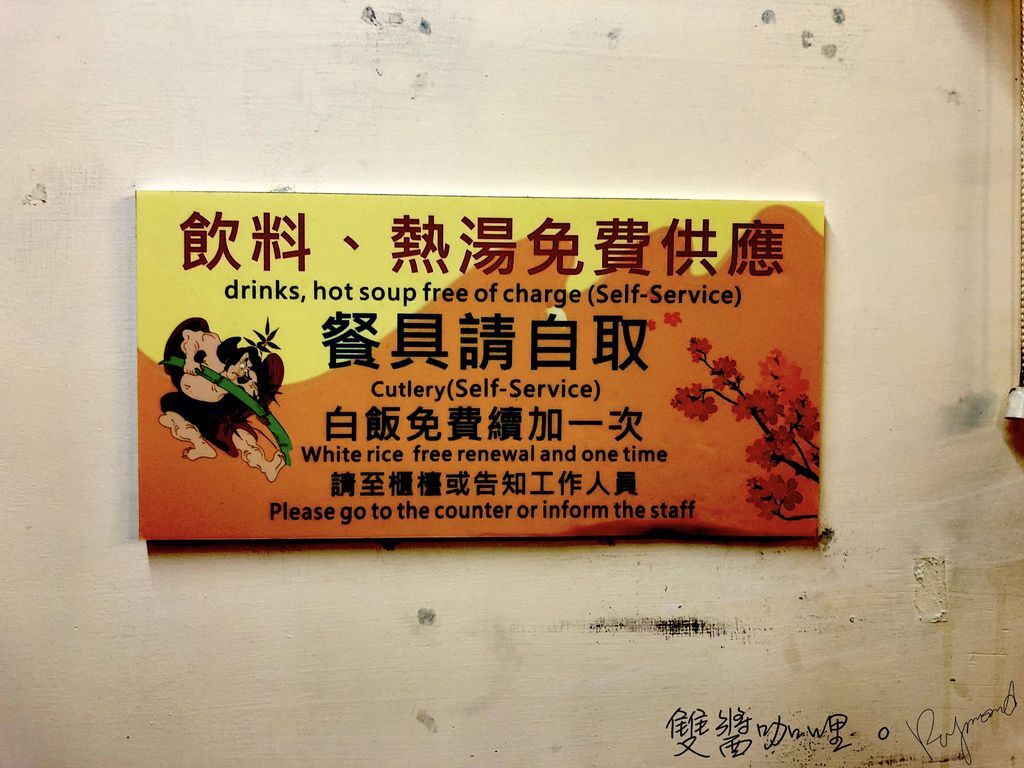 飲料、熱湯免費供應
drinks, hot soup free of charge (Self-Service)
餐具請自取
Cutlery(Self-Service)
白飯免費續加一次
White rice free renewal and one time
請至櫃檯或告知工作人員
Please go to the counter or inform the staff
雙醬咖哩。Raymond